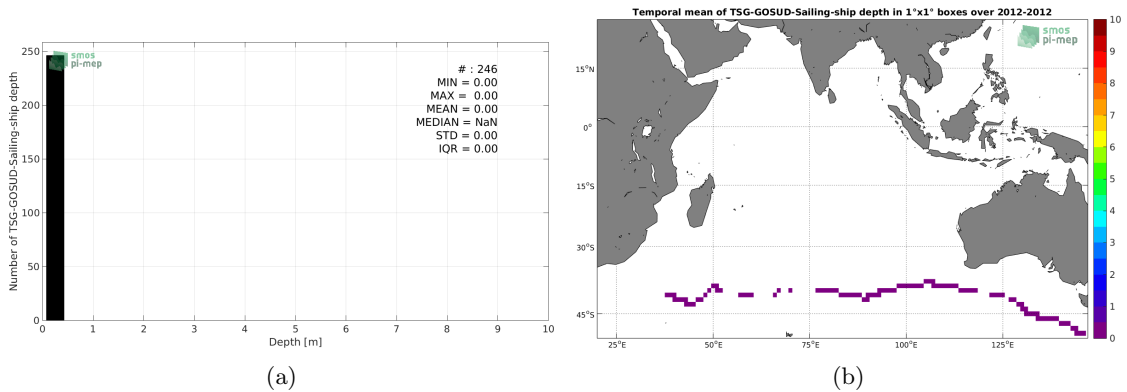 250
200
150
100
50
0
Number of TSG-GOSUD-Sailing-ship depth
smos
pi-mep
# : 246
MIN = 0.00
MAX = 0.00
MEAN = 0.00
MEDIAN = NaN
STD = 0.00
IQR = 0.00
0 1 2 3 4 5 6 7 8 9 10
Depth [m]
(a)
Temporal mean of TSG-GOSUD-Sailing-ship depth in 1°x1° boxes over 2012-2012
smos
pi-mep
15°N
0°
15°S
30°S
45°S
25°E 50°E 75°E 100°E 125°E
10
9
8
7
6
5
4
3
2
1
0
(b)